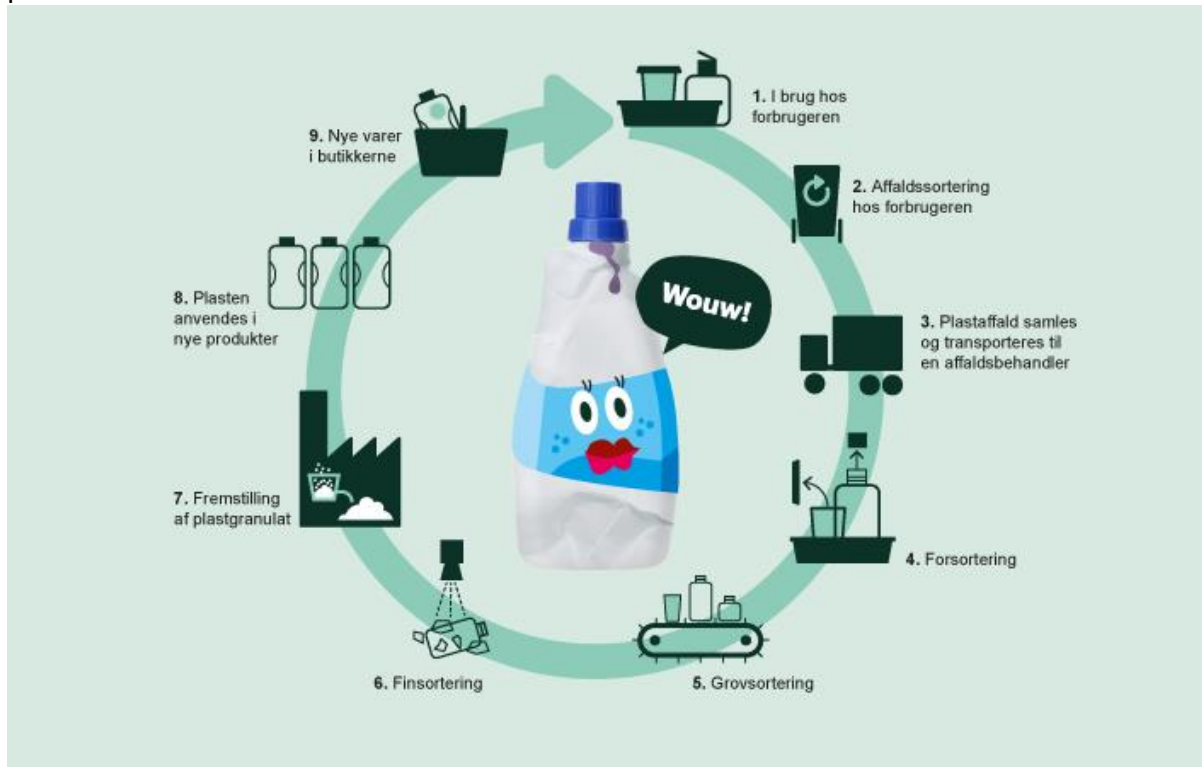 1. I brug hos
forbrugeren
2. Affaldssortering
hos forbrugeren
3. Plastaffald samles
og transporteres til
en affaldsbehandler
4. Forsortering
5. Grovsortering
6. Finsortering
7. Fremstilling
af plastgranulat
8. Plasten
anvendes i
nye produkter
9. Nye varer
i butikkerne
Wouw!